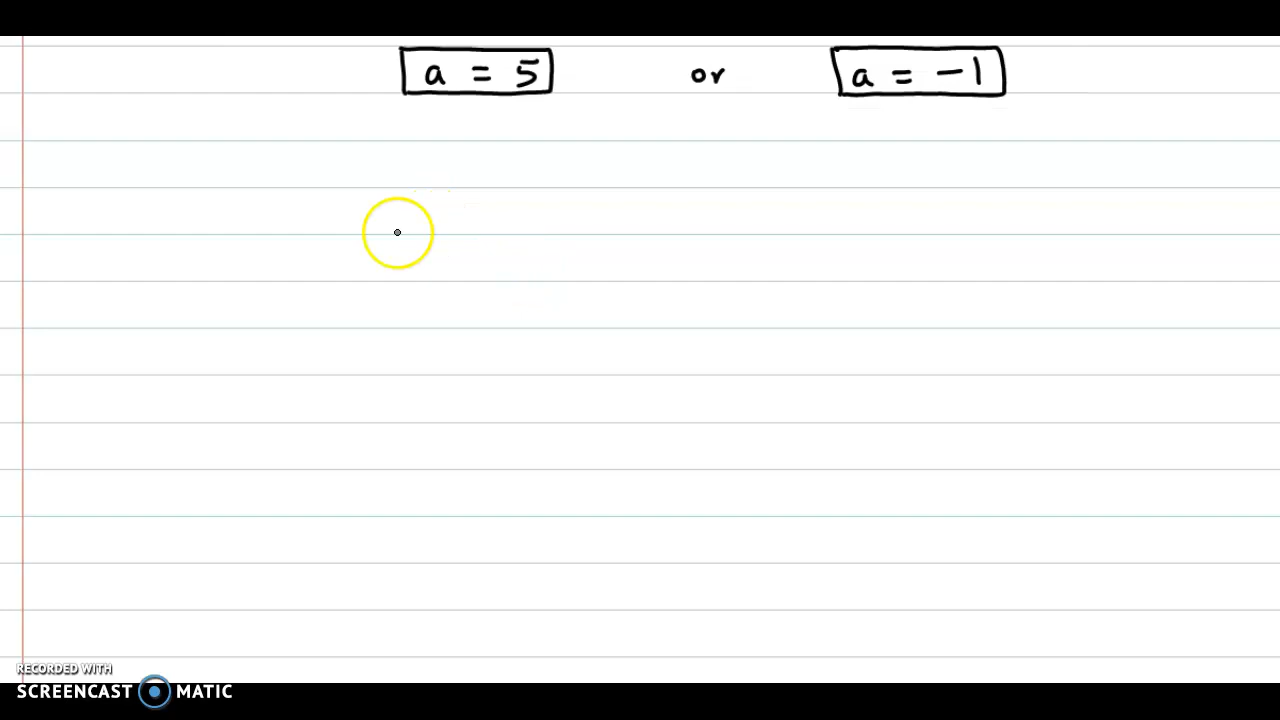 a = 5 or a = -1
RECORDED WITH
SCREENCAST MATIC